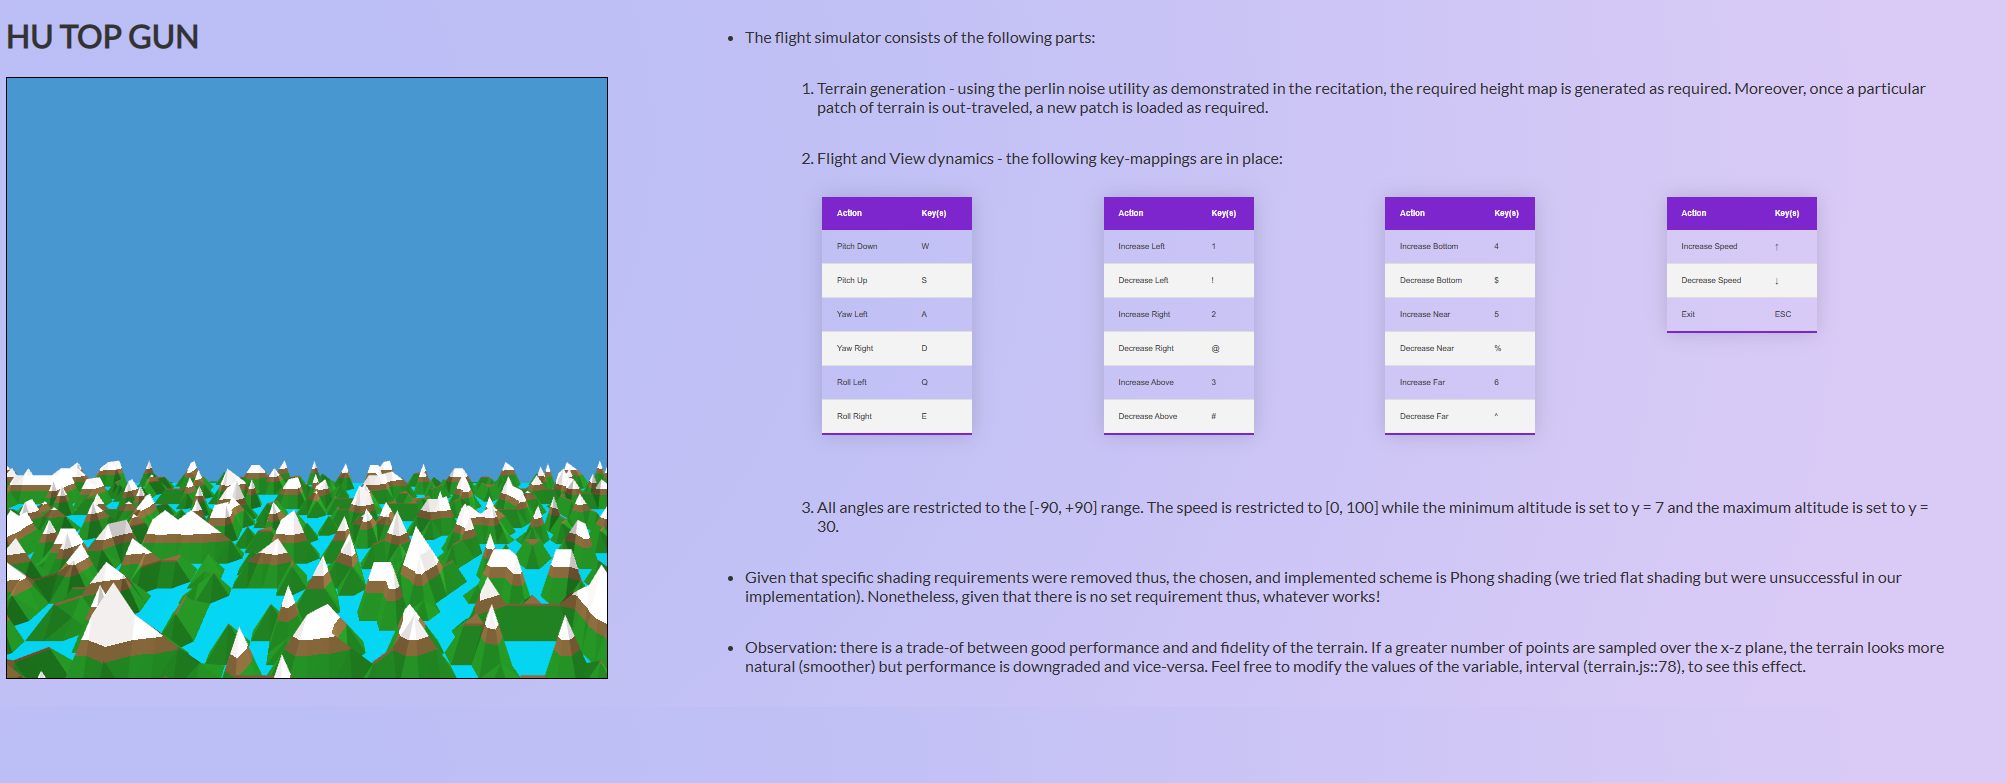 HU TOP GUN
• The flight simulator consists of the following parts:
1. Terrain generation - using the perlin noise utility as demonstrated in the recitation, the required height map is generated as required. Moreover, once a particular
patch of terrain is out-traveled, a new patch is loaded as required.
2. Flight and View dynamics - the following key-mappings are in place:
Action Key(s)
Pitch Down W
Pitch Up S
Yaw Left A
Yaw Right D
Roll Left Q
Roll Right E
Action Key(s)
Increase Left 1
Decrease Left !
Increase Right 2
Decrease Right @
Increase Above 3
Decrease Above #
Action Key(s)
Increase Bottom 4
Decrease Bottom $
Increase Near 5
Decrease Near %
Increase Far 6
Decrease Far ^
Action Key(s)
Increase Speed ↑
Decrease Speed ↓
Exit ESC
3. All angles are restricted to the [-90, +90] range. The speed is restricted to [0, 100] while the minimum altitude is set to y = 7 and the maximum altitude is set to y =
30.
• Given that specific shading requirements were removed thus, the chosen, and implemented scheme is Phong shading (we tried flat shading but were unsuccessful in our
implementation). Nonetheless, given that there is no set requirement thus, whatever works!
• Observation: there is a trade-of between good performance and and fidelity of the terrain. If a greater number of points are sampled over the x-z plane, the terrain looks more
natural (smoother) but performance is downgraded and vice-versa. Feel free to modify the values of the variable, interval (terrain.js::78), to see this effect.